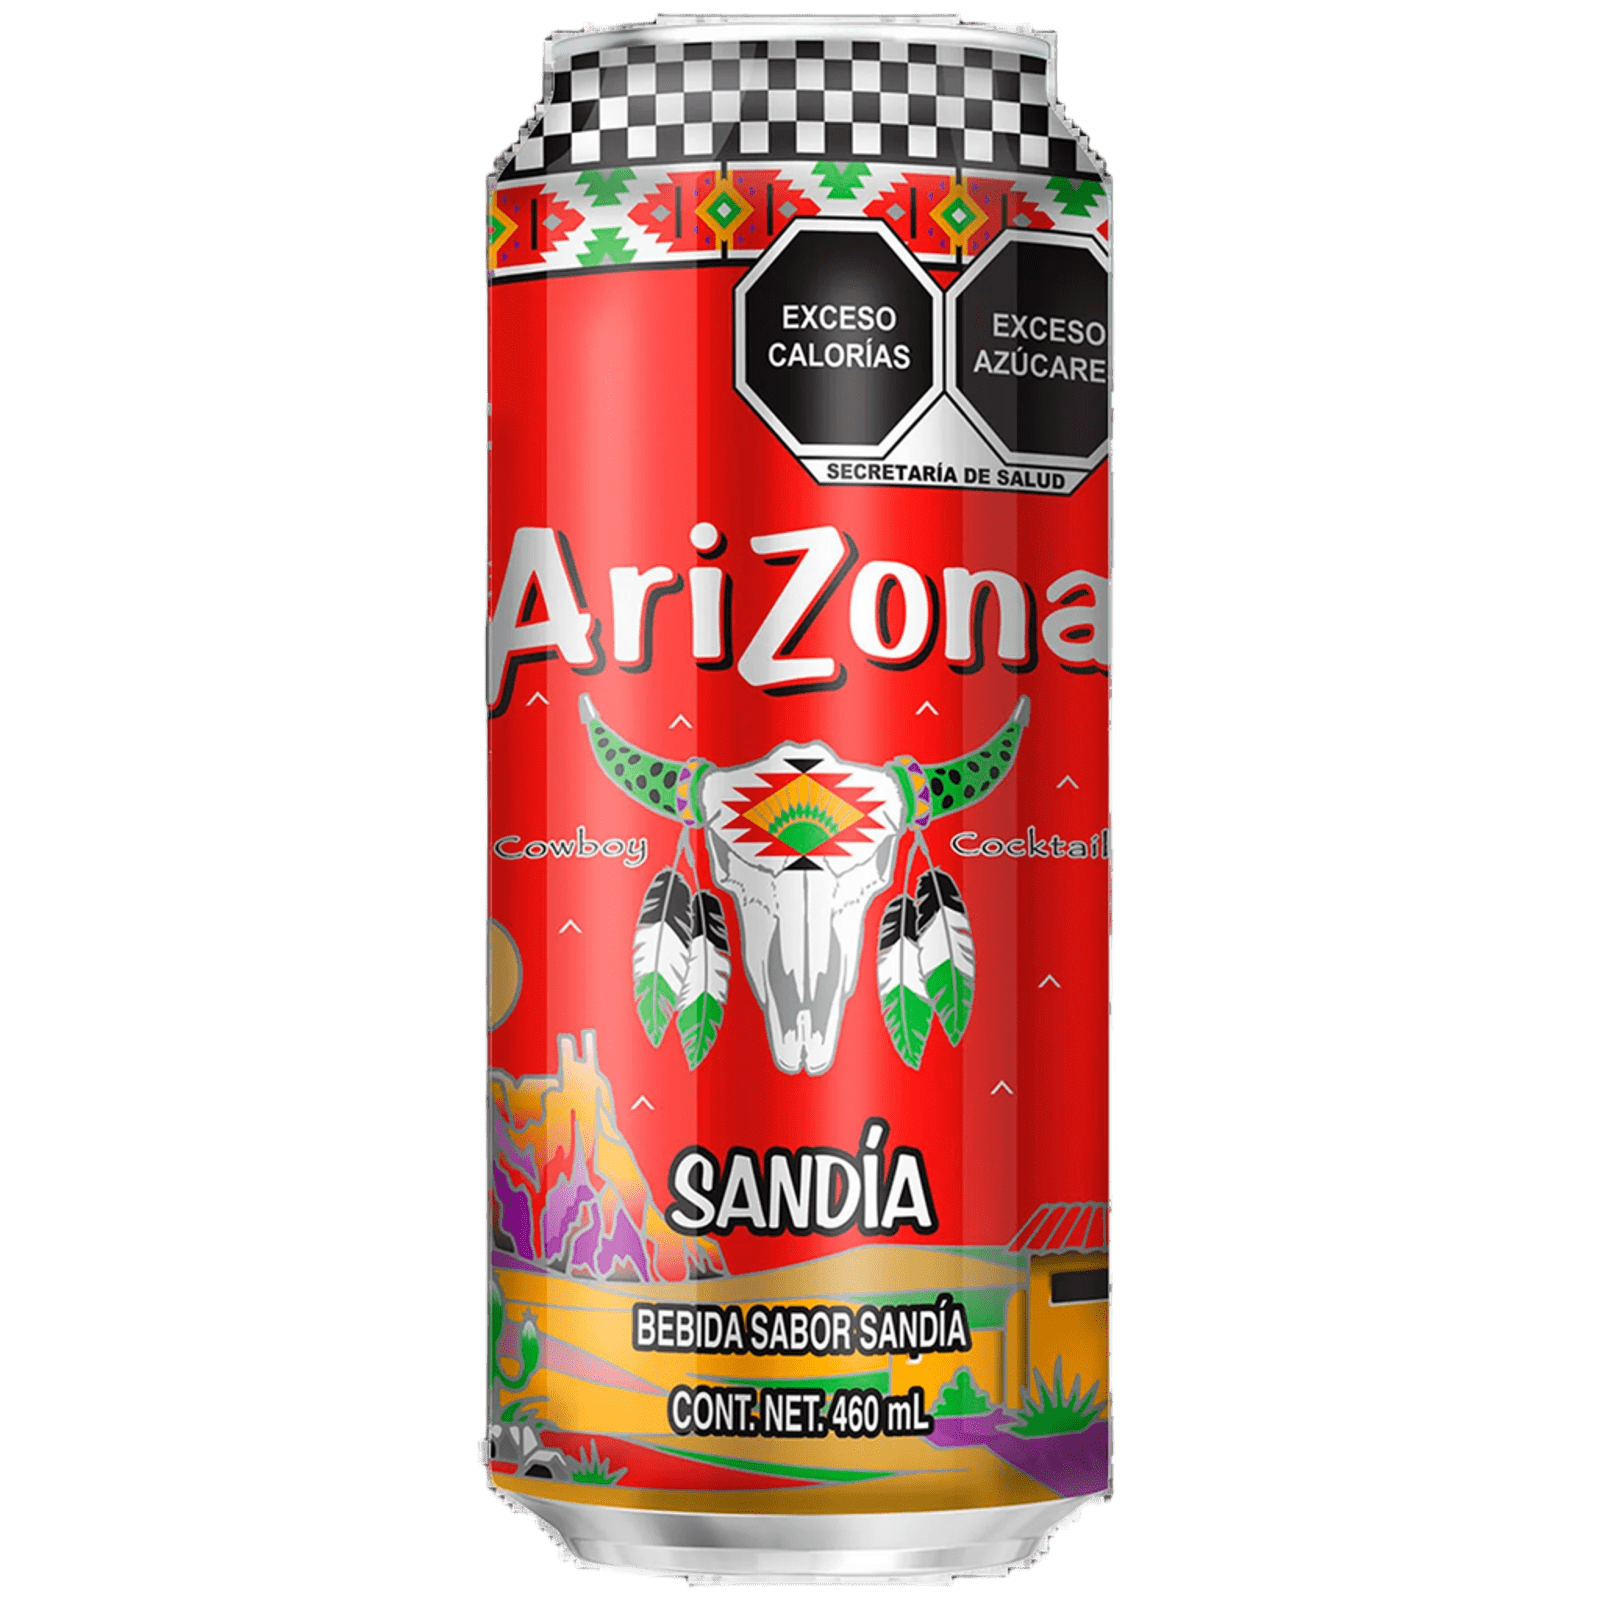 EXCESO
CALORÍAS
EXCESO
AZÚCARE
SECRETARÍA DE SALUD
AriZona
Cowboy Cocktail
SANDÍA
BEBIDA SABOR SANDÍA
CONT. NET. 460 mL